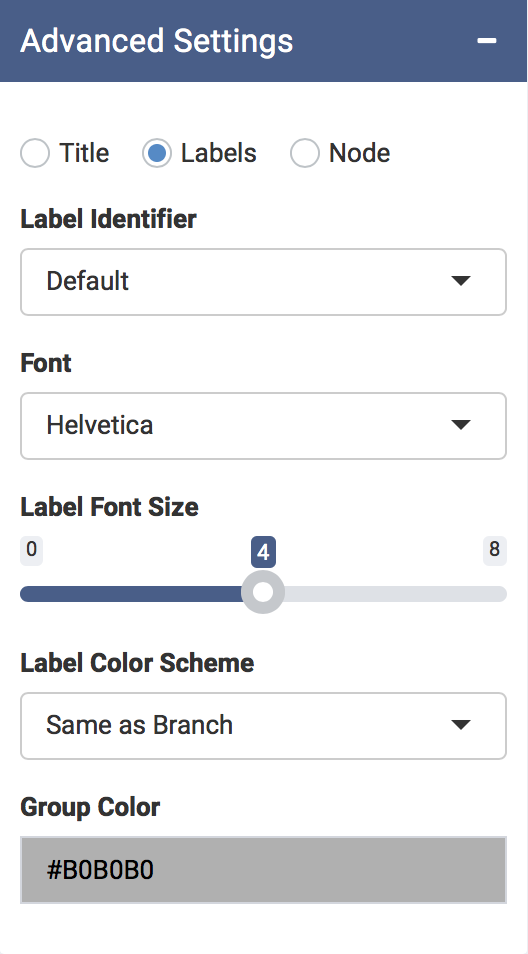 Advanced Settings
Title Labels Node
Label Identifier
Default
Font
Helvetica
Label Font Size
0 4 8
Label Color Scheme
Same as Branch
Group Color
#B0B0B0